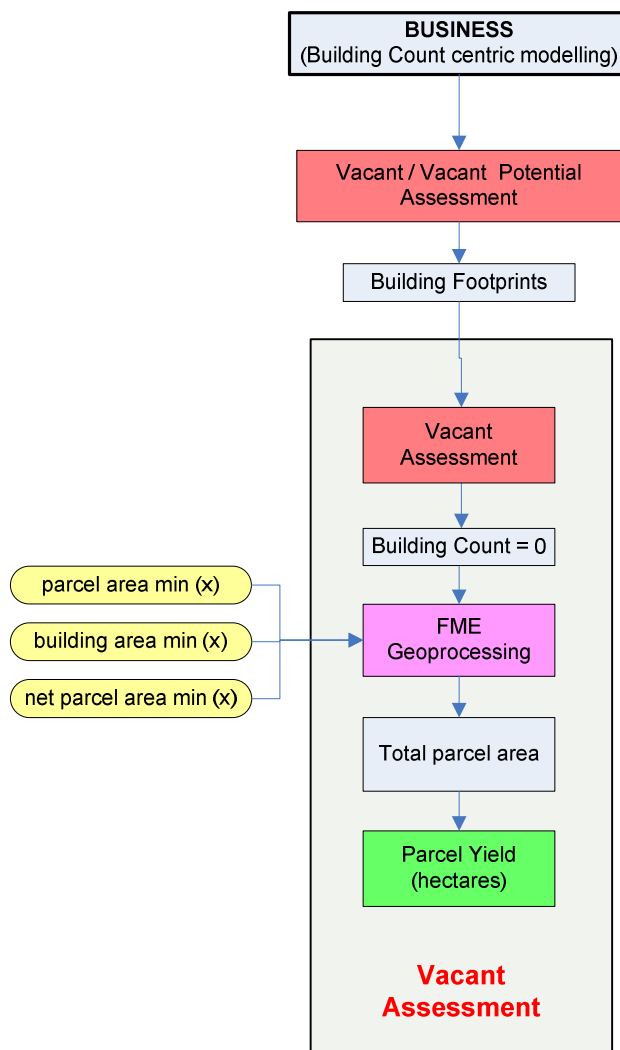 BUSINESS
(Building Count centric modelling)
Vacant / Vacant Potential
Assessment
Building Footprints
Vacant
Assessment
Building Count = 0
parcel area min (x)
building area min (x)
net parcel area min (x)
FME
Geoprocessing
Total parcel area
Parcel Yield
(hectares)
Vacant
Assessment